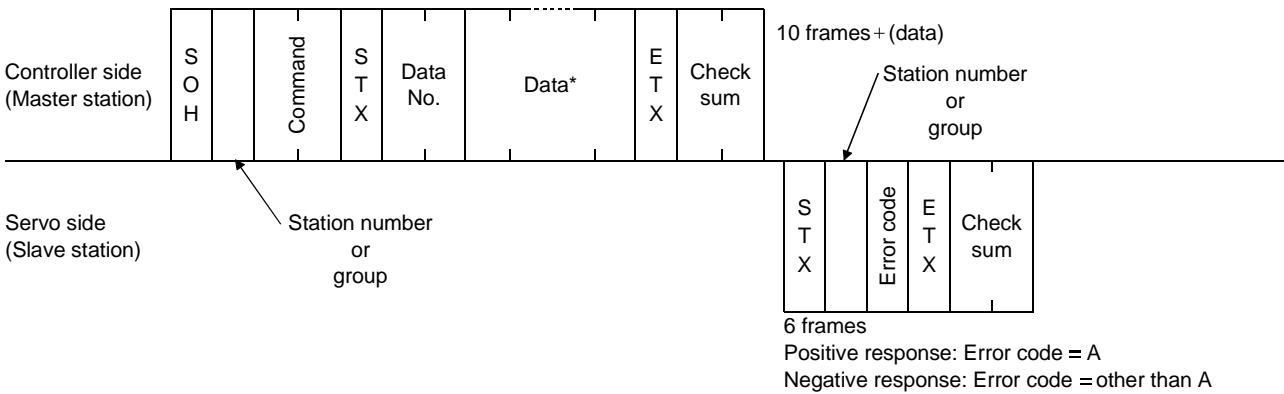 10 frames+(data)
Controller side
(Master station)
S
O
H
Command
S
T
X
Data
No.
Data*
E
T
X
Check
sum
Station number
or
group
Servo side
(Slave station)
Station number
or
group
S
T
X
Error code
E
T
X
Check
sum
6 frames
Positive response: Error code = A
Negative response: Error code = other than A